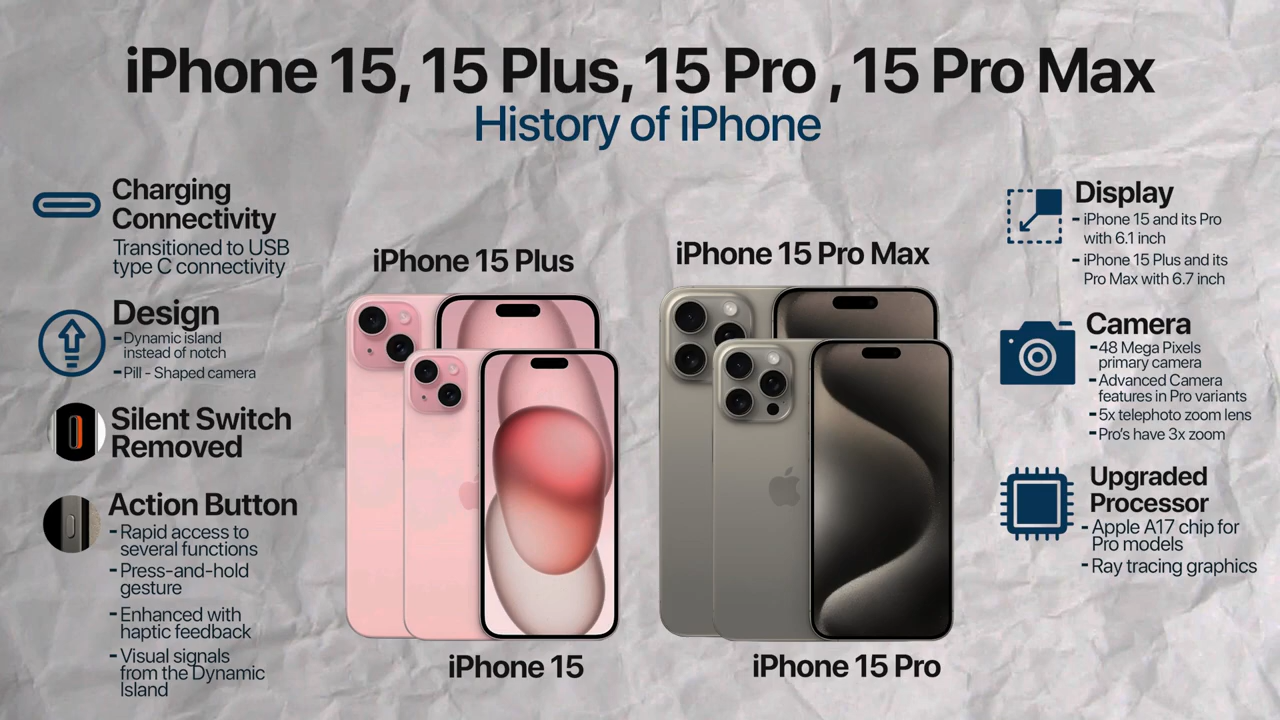 iPhone 15, 15 Plus, 15 Pro , 15 Pro Max
History of iPhone
Charging
Connectivity
Transitioned to USB
type C connectivity
Design
- Dynamic island
instead of notch
- Pill - Shaped camera
Silent Switch
Removed
Action Button
- Rapid access to
several functions
- Press-and-hold
gesture
- Enhanced with
haptic feedback
- Visual signals
from the Dynamic
Island
iPhone 15 Plus
iPhone 15
iPhone 15 Pro Max
iPhone 15 Pro
Display
- iPhone 15 and its Pro
with 6.1 inch
- iPhone 15 Plus and its
Pro Max with 6.7 inch
Camera
- 48 Mega Pixels
primary camera
- Advanced Camera
features in Pro variants
- 5x telephoto zoom lens
- Pro's have 3x zoom
Upgraded
Processor
- Apple A17 chip for
Pro models
- Ray tracing graphics